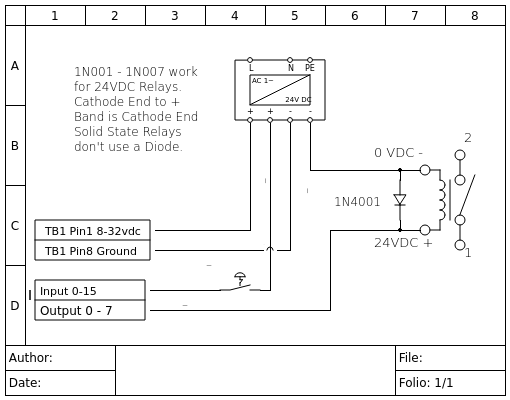 1 2 3 4 5 6 7 8
A
B
C
D
1N001 - 1N007 work
for 24VDC Relays.
Cathode End to +
Band is Cathode End
Solid State Relays
don't use a Diode.
L N PE
AC 1~
24V DC
+ + - -
0 VDC -
2
1N4001
24VDC +
1
TB1 Pin1 8-32vdc
TB1 Pin8 Ground
I
Input 0-15
Output 0 - 7
Author:
Date:
File:
Folio: 1/1